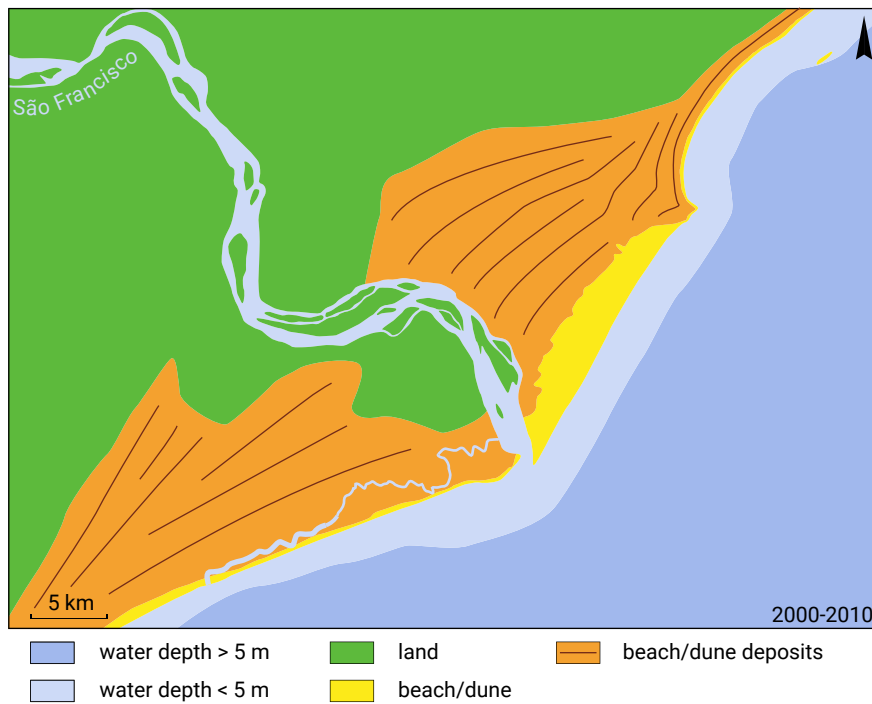 São Francisco
5 km
2000-2010
water depth > 5 m
land
beach/dune deposits
water depth < 5 m
beach/dune